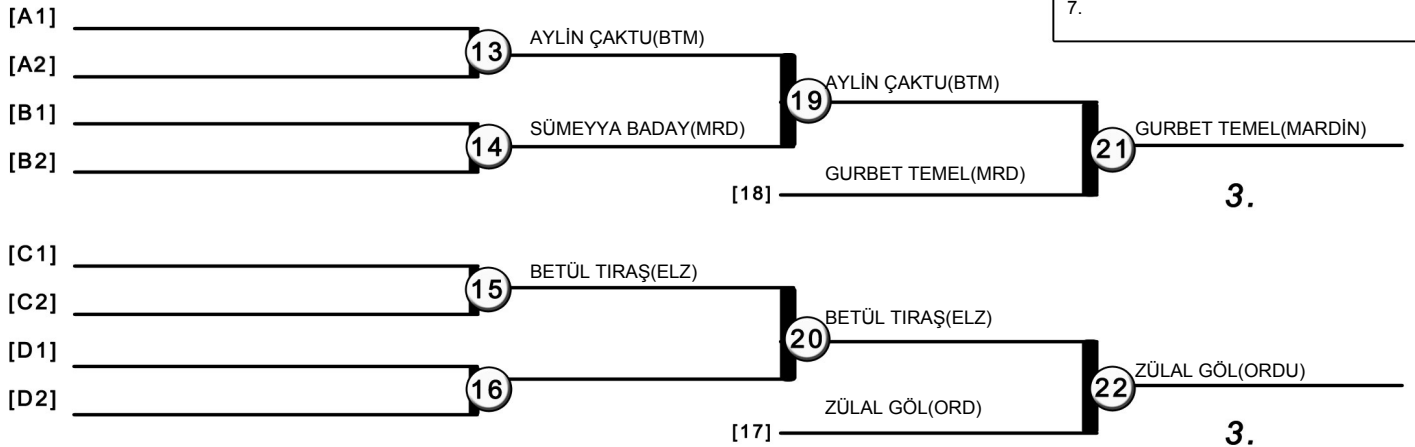 7.
[A1]
13
AYLİN ÇAKTU(BTM)
[A2]
19
AYLİN ÇAKTU(BTM)
[B1]
14
SÜMEYYA BADAY(MRD)
21
GURBET TEMEL(MARDİN)
[B2]
[18]
GURBET TEMEL(MRD)
3.
[C1]
15
BETÜL TIRAŞ(ELZ)
[C2]
20
BETÜL TIRAŞ(ELZ)
[D1]
16
22
ZÜLAL GÖL(ORDU)
[D2]
[17]
ZÜLAL GÖL(ORD)
3.